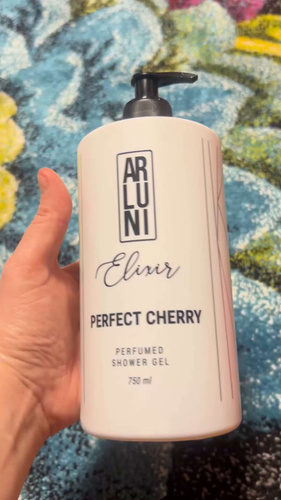 AR
LU
NI
Elixir
PERFECT CHERRY
PERFUMED
SHOWER GEL
750 ml